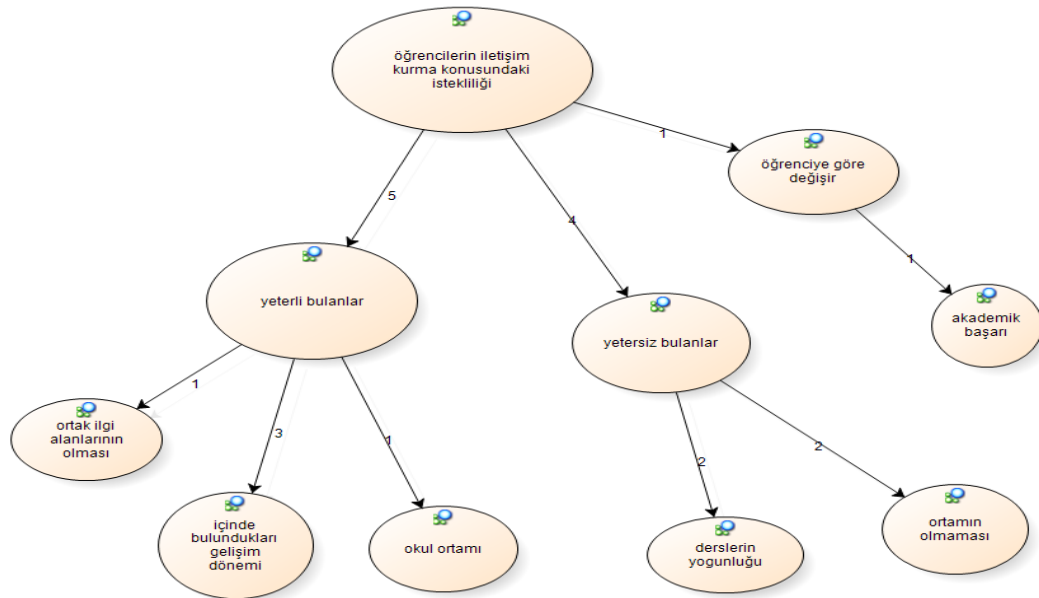 öğrencilerin iletişim
kurma konusundaki
istekliliği
1
öğrenciye göre
değişir
5
4
1
yeterli bulanlar
yetersiz bulanlar
akademik
başarı
1
3
1
2
2
ortak ilgi
alanlarının
olması
içinde
bulundukları
gelişim
dönemi
okul ortamı
derslerin
yogunluğu
ortamın
olmaması